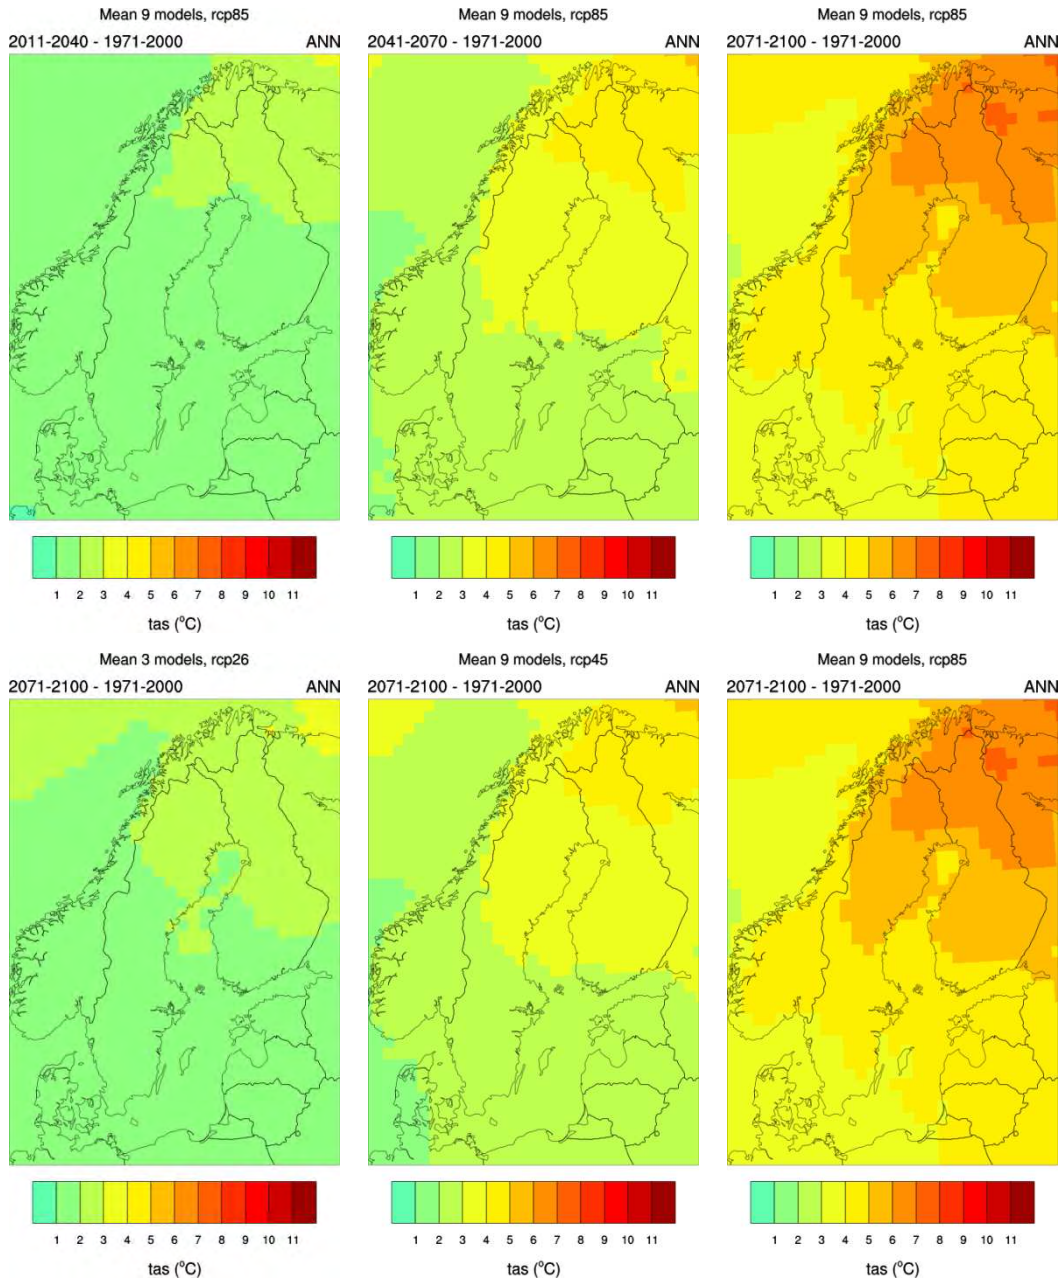 Mean 9 models, rcp85
2011-2040 - 1971-2000 ANN
1 2 3 4 5 6 7 8 9 10 11
tas (°C)
Mean 9 models, rcp85
2041-2070 - 1971-2000 ANN
1 2 3 4 5 6 7 8 9 10 11
tas (°C)
Mean 9 models, rcp85
2071-2100 - 1971-2000 ANN
1 2 3 4 5 6 7 8 9 10 11
tas (°C)
Mean 3 models, rcp26
2071-2100 - 1971-2000 ANN
1 2 3 4 5 6 7 8 9 10 11
tas (°C)
Mean 9 models, rcp45
2071-2100 - 1971-2000 ANN
1 2 3 4 5 6 7 8 9 10 11
tas (°C)
Mean 9 models, rcp85
2071-2100 - 1971-2000 ANN
1 2 3 4 5 6 7 8 9 10 11
tas (°C)